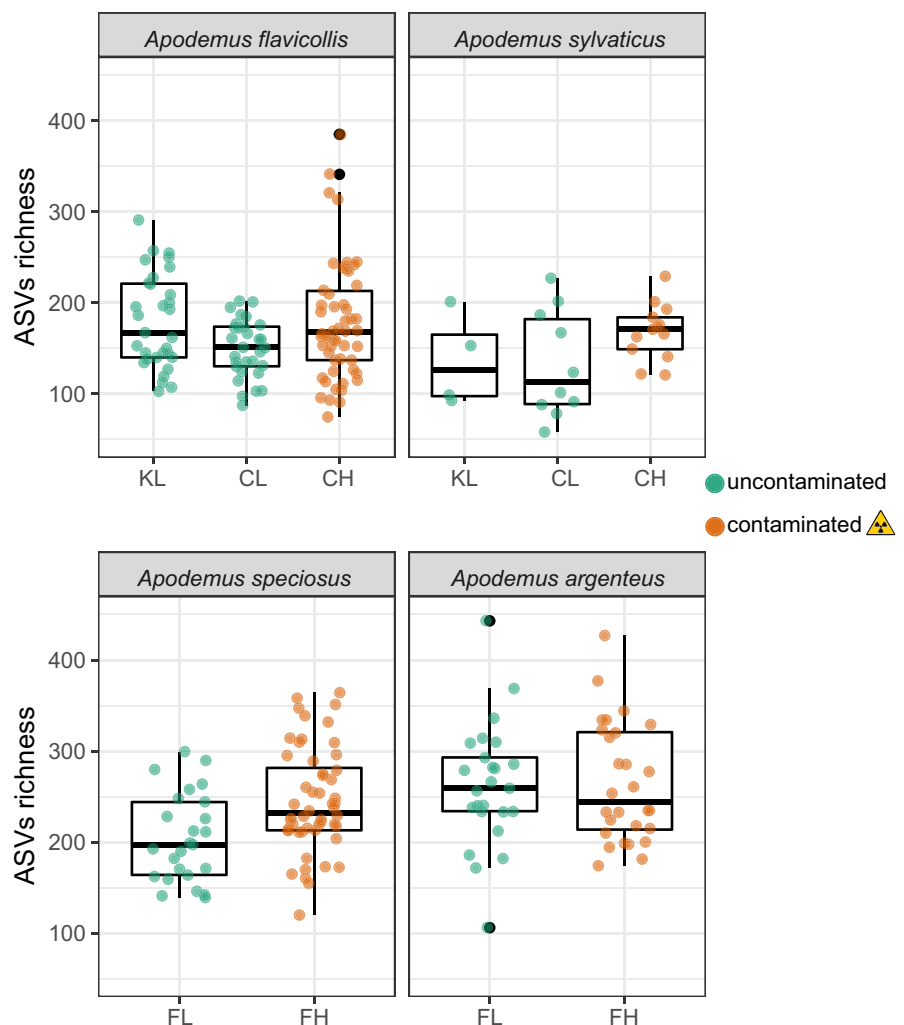 Apodemus flavicollis
Apodemus sylvaticus
ASVs richness
400
300
200
100
KL CL CH
KL CL CH
uncontaminated
contaminated
Apodemus speciosus
Apodemus argenteus
ASVs richness
400
300
200
100
FL FH
FL FH